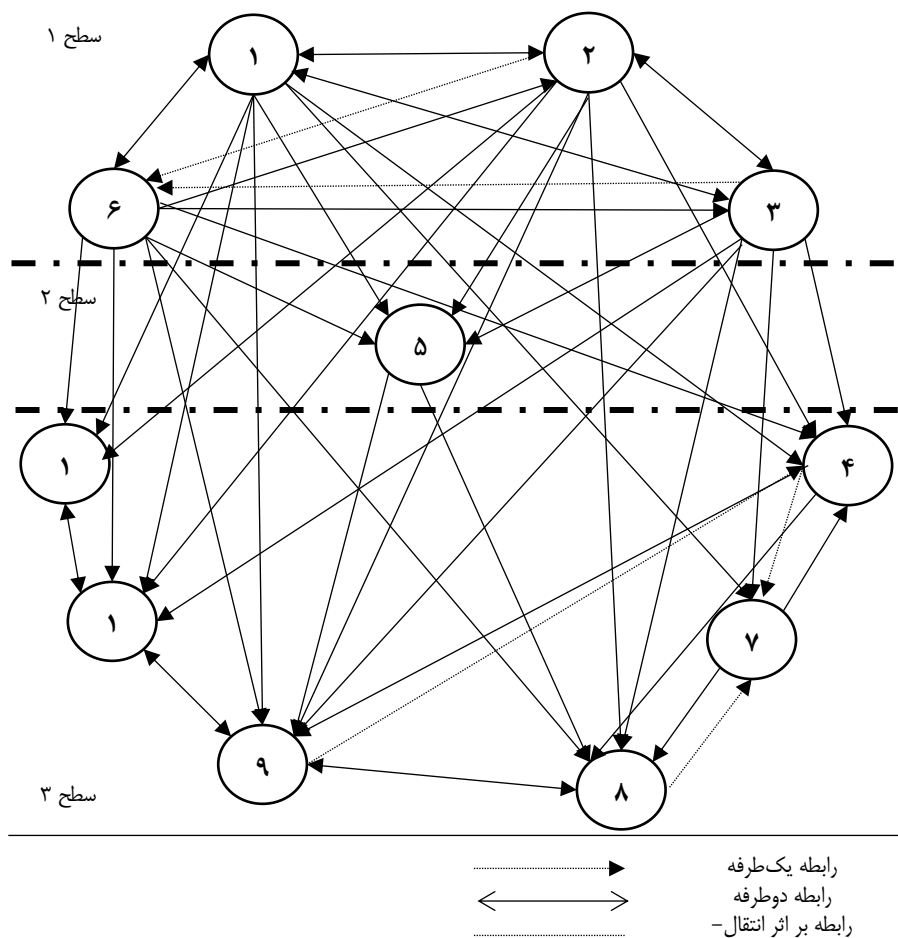 سطح ۱
۱
۲
۶
۳
سطح ۲
۵
۱
۴
۱
۷
۹
۸
سطح ۳
رابطه یک‌طرفه
رابطه دوطرفه
رابطه بر اثر انتقال-